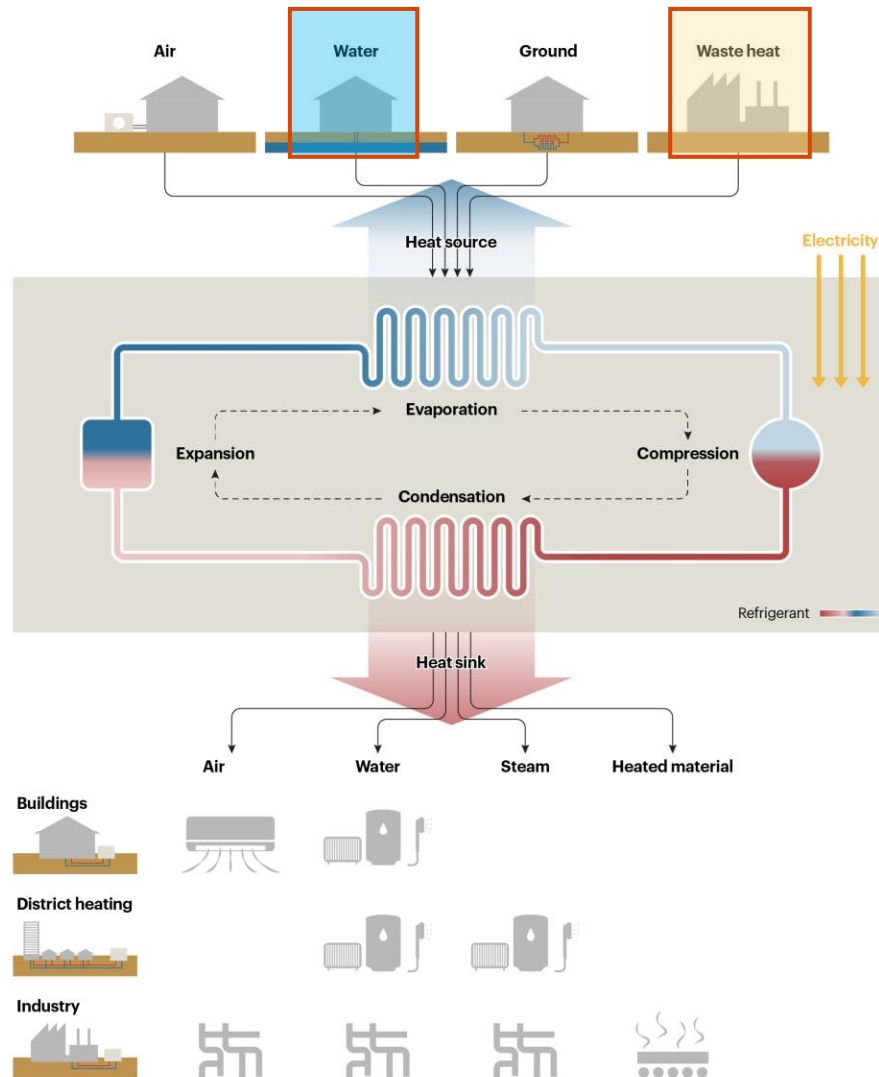 Air
Water
Ground
Waste heat
Heat source
Electricity
Evaporation
Expansion
Compression
Condensation
Refrigerant
Heat sink
Air
Water
Steam
Heated material
Buildings
District heating
Industry